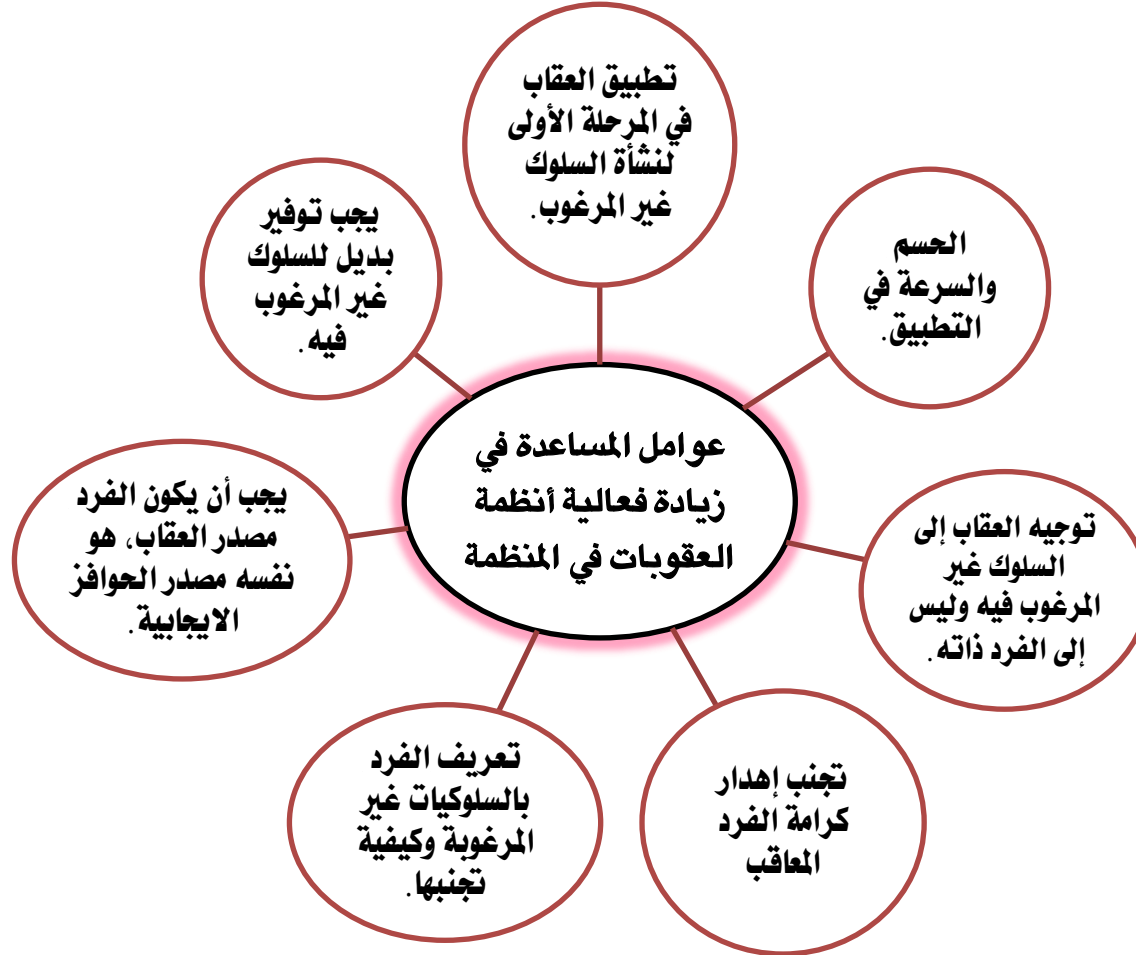 تطبيق العقاب
في المرحلة الأولى
لنشأة السلوك
غير المرغوب.
الحسم
والسرعة في
التطبيق.
توجيه العقاب إلى
السلوك غير
المرغوب فيه وليس
إلى الفرد ذاته.
تجنب إهدار
كرامة الفرد
المعاقب
تعريف الفرد
بالسلوكيات غير
المرغوبة وكيفية
تجنبها.
يجب أن يكون الفرد
مصدر العقاب، هو
نفسه مصدر الحوافز
الايجابية.
يجب توفير
بديل للسلوك
غير المرغوب
فيه.
عوامل المساعدة في
زيادة فعالية أنظمة
العقوبات في المنظمة